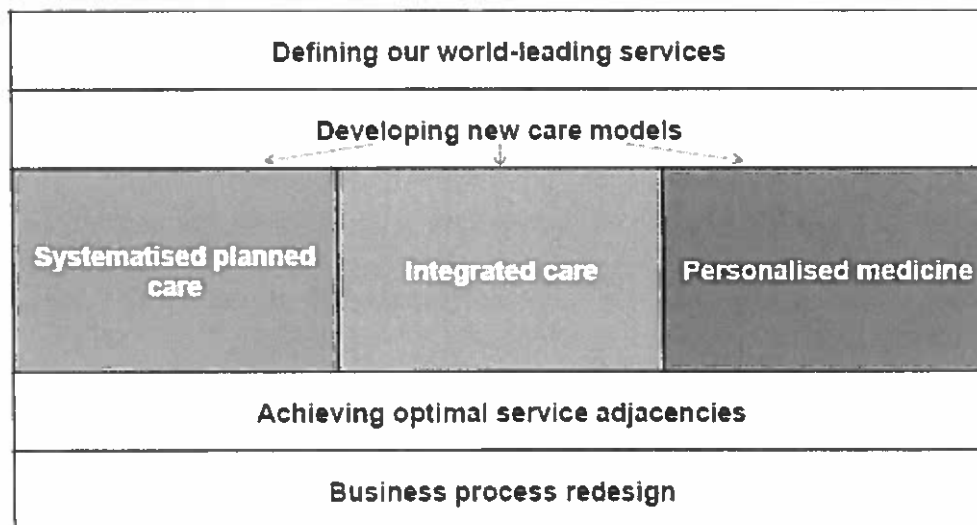 Defining our world-leading services
Developing new care models
Systematised planned
care
Integrated care
Personalised medicine
Achieving optimal service adjacencies
Business process redesign